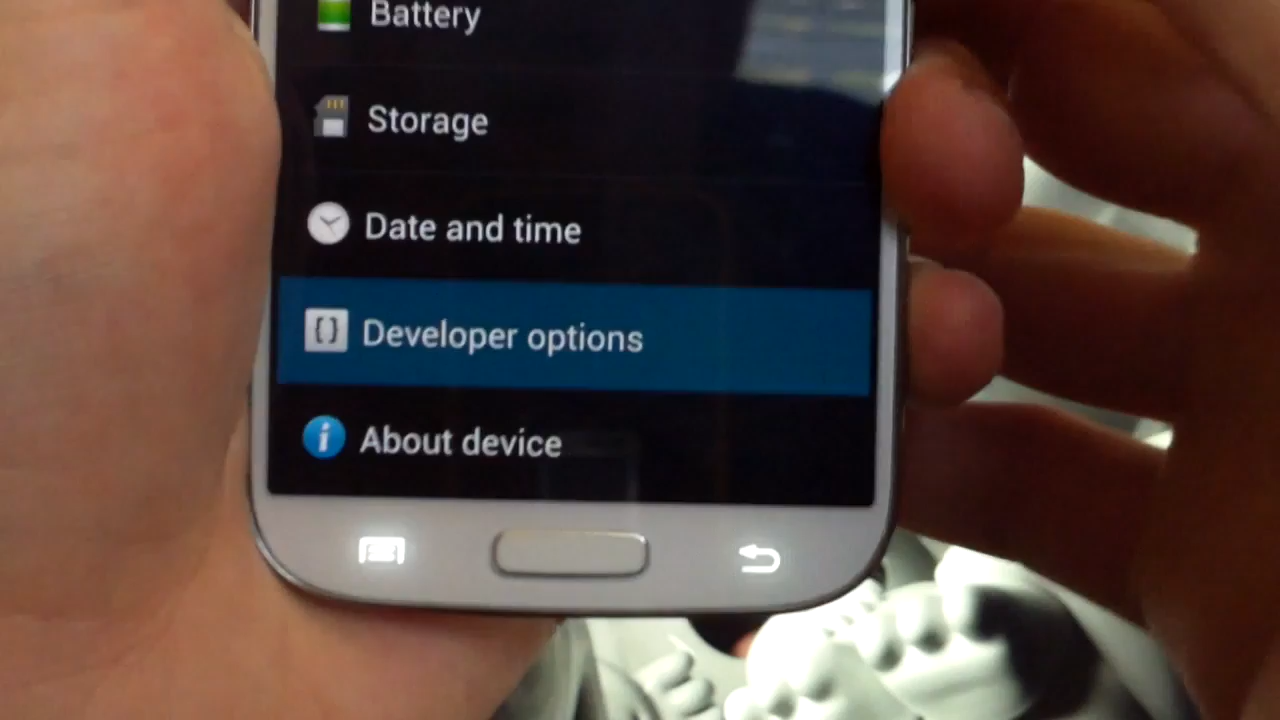 Battery
Storage
Date and time
Developer options
About device